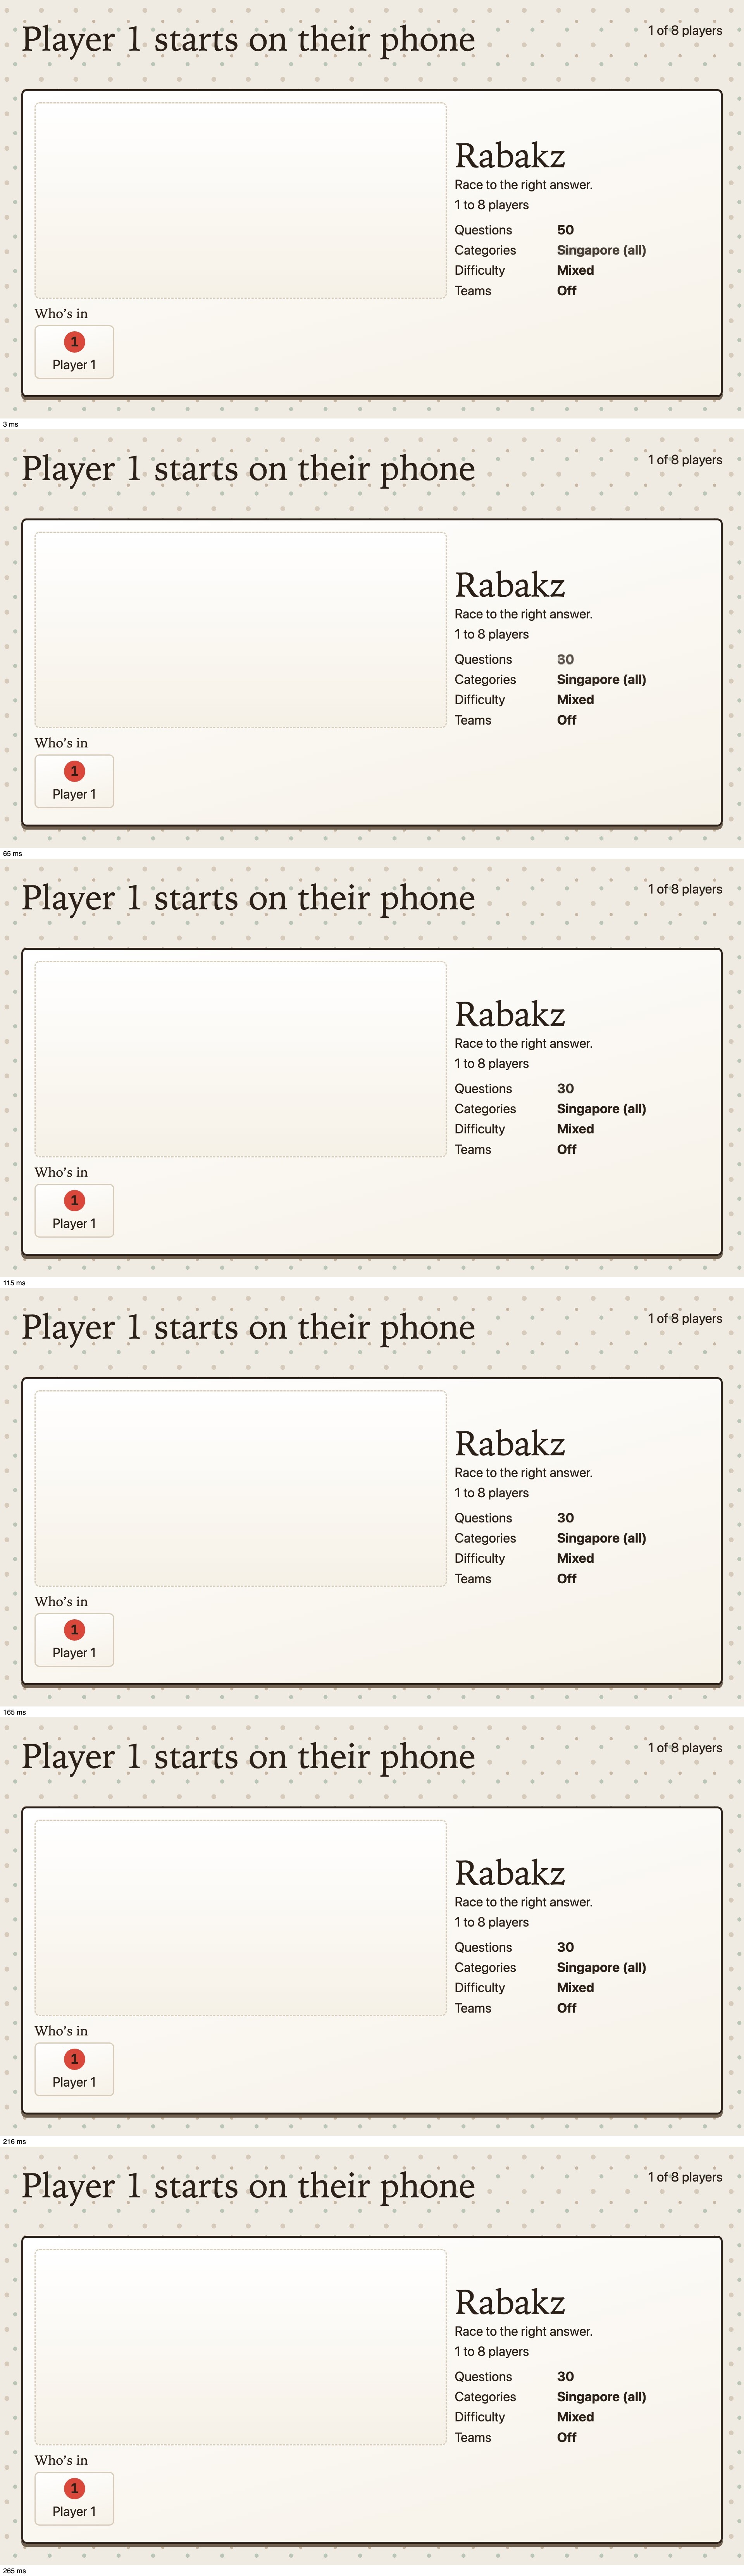 Player 1 starts on their phone
1 of 8 players
Rabakz
Race to the right answer.
1 to 8 players
Questions 50
Categories Singapore (all)
Difficulty Mixed
Teams Off
Who's in
1
Player 1
3 ms
Player 1 starts on their phone
1 of 8 players
Rabakz
Race to the right answer.
1 to 8 players
Questions 30
Categories Singapore (all)
Difficulty Mixed
Teams Off
Who's in
1
Player 1
65 ms
Player 1 starts on their phone
1 of 8 players
Rabakz
Race to the right answer.
1 to 8 players
Questions 30
Categories Singapore (all)
Difficulty Mixed
Teams Off
Who's in
1
Player 1
115 ms
Player 1 starts on their phone
1 of 8 players
Rabakz
Race to the right answer.
1 to 8 players
Questions 30
Categories Singapore (all)
Difficulty Mixed
Teams Off
Who's in
1
Player 1
165 ms
Player 1 starts on their phone
1 of 8 players
Rabakz
Race to the right answer.
1 to 8 players
Questions 30
Categories Singapore (all)
Difficulty Mixed
Teams Off
Who's in
1
Player 1
216 ms
Player 1 starts on their phone
1 of 8 players
Rabakz
Race to the right answer.
1 to 8 players
Questions 30
Categories Singapore (all)
Difficulty Mixed
Teams Off
Who's in
1
Player 1
265 ms